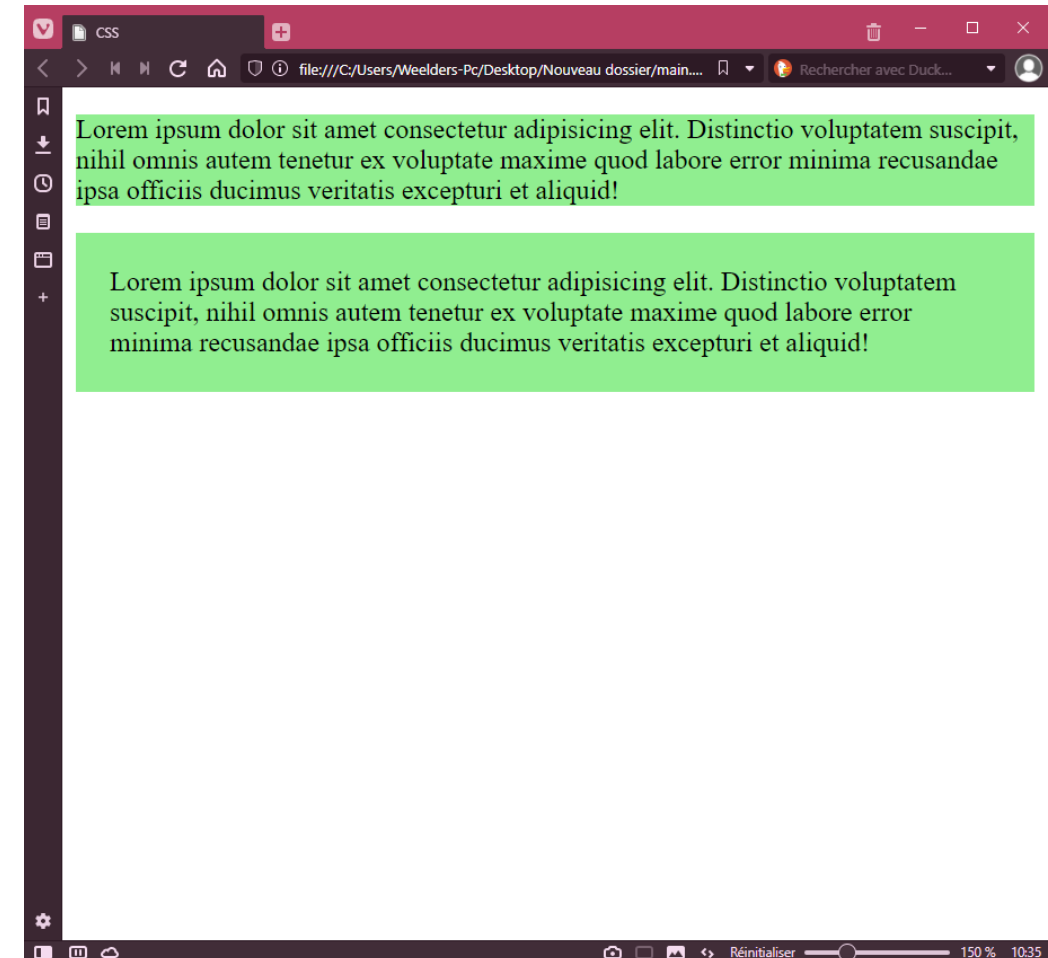 CSS
file:///C:/Users/Weelders-Pc/Desktop/Nouveau dossier/main.... Rechercher avec Duck...
Lorem ipsum dolor sit amet consectetur adipisicing elit. Distinctio voluptatem suscipit,
nihil omnis autem tenetur ex voluptate maxime quod labore error minima recusandae
ipsa officiis ducimus veritatis excepturi et aliquid!
Lorem ipsum dolor sit amet consectetur adipisicing elit. Distinctio voluptatem
suscipit, nihil omnis autem tenetur ex voluptate maxime quod labore error
minima recusandae ipsa officiis ducimus veritatis excepturi et aliquid!
Réinitialiser 150 % 10:35